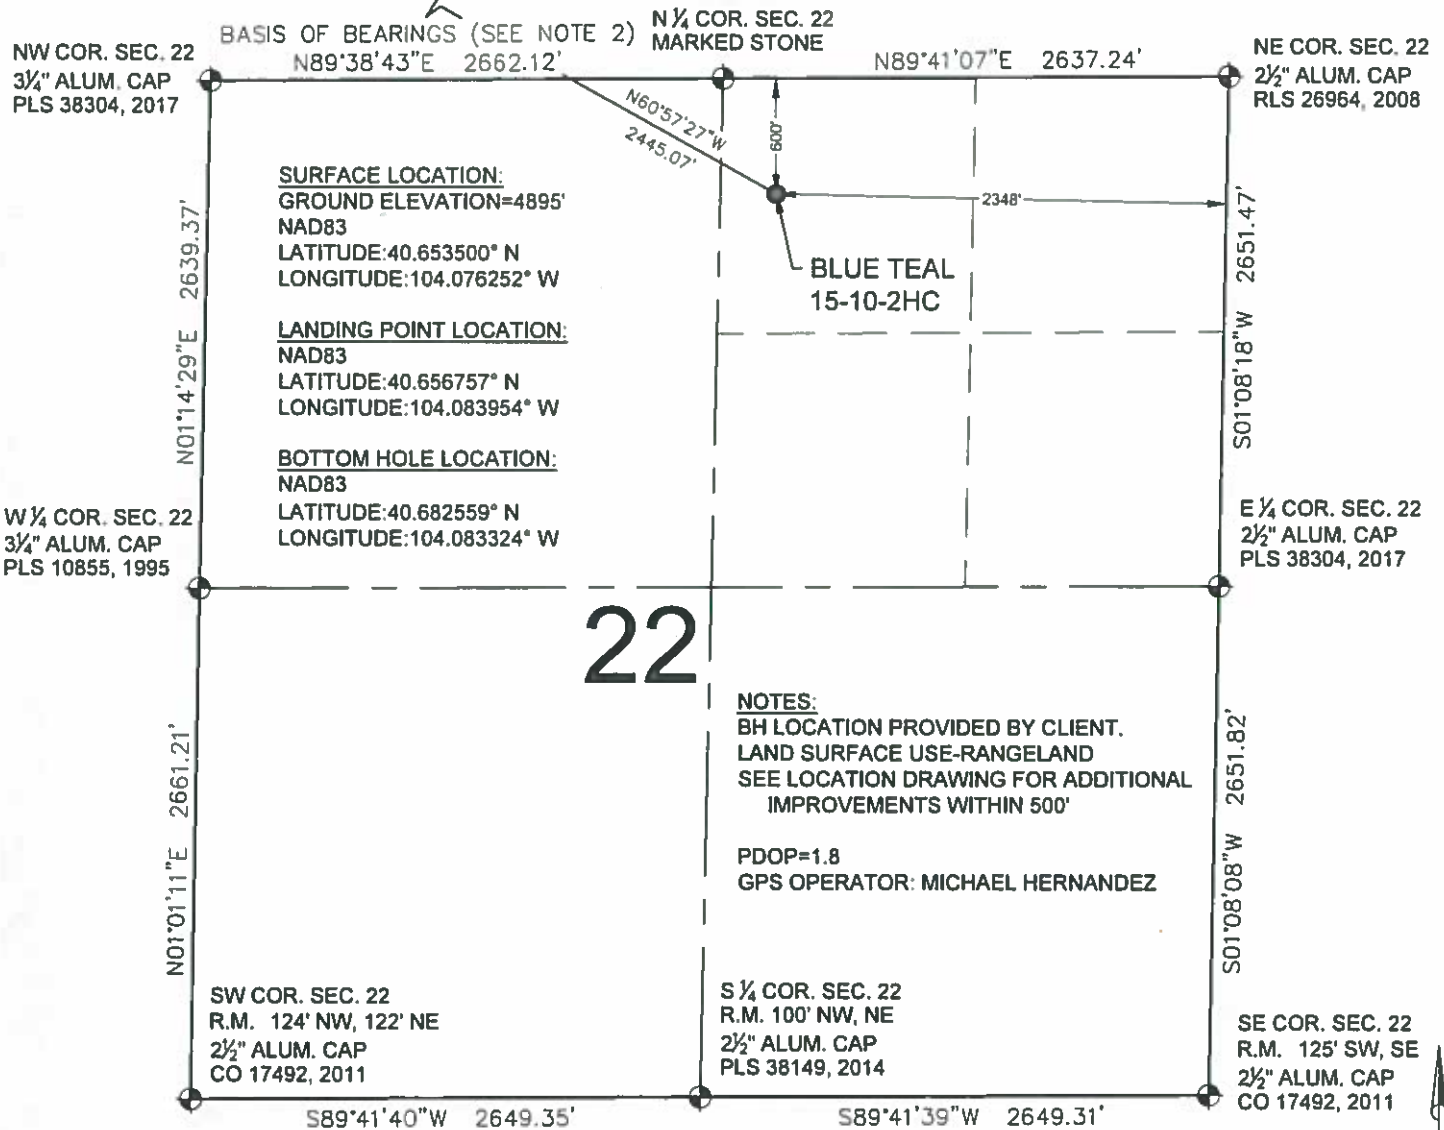 BASIS OF BEARINGS (SEE NOTE 2)
N89°38'43"E 2662.12'
N ¼ COR. SEC. 22
MARKED STONE
N89°41'07"E 2637.24'
NW COR. SEC. 22
3¼" ALUM. CAP
PLS 38304, 2017
NE COR. SEC. 22
2½" ALUM. CAP
RLS 26964, 2008
N60°57'27"W
2445.07'
600'
2348'
BLUE TEAL
15-10-2HC
SURFACE LOCATION:
GROUND ELEVATION=4895'
NAD83
LATITUDE:40.653500° N
LONGITUDE:104.076252° W
LANDING POINT LOCATION:
NAD83
LATITUDE:40.656757° N
LONGITUDE:104.083954° W
BOTTOM HOLE LOCATION:
NAD83
LATITUDE:40.682559° N
LONGITUDE:104.083324° W
N01°14'29"E 2639.37'
S01°08'18"W 2651.47'
W ¼ COR. SEC. 22
3¼" ALUM. CAP
PLS 10855, 1995
E ¼ COR. SEC. 22
2½" ALUM. CAP
PLS 38304, 2017
22
NOTES:
BH LOCATION PROVIDED BY CLIENT.
LAND SURFACE USE-RANGELAND
SEE LOCATION DRAWING FOR ADDITIONAL
IMPROVEMENTS WITHIN 500'
PDOP=1.8
GPS OPERATOR: MICHAEL HERNANDEZ
N01°01'11"E 2661.21'
S01°08'08"W 2651.82'
SW COR. SEC. 22
R.M. 124' NW, 122' NE
2½" ALUM. CAP
CO 17492, 2011
S ¼ COR. SEC. 22
R.M. 100' NW, NE
2½" ALUM. CAP
PLS 38149, 2014
SE COR. SEC. 22
R.M. 125' SW, SE
2½" ALUM. CAP
CO 17492, 2011
S89°41'40"W 2649.35'
S89°41'39"W 2649.31'